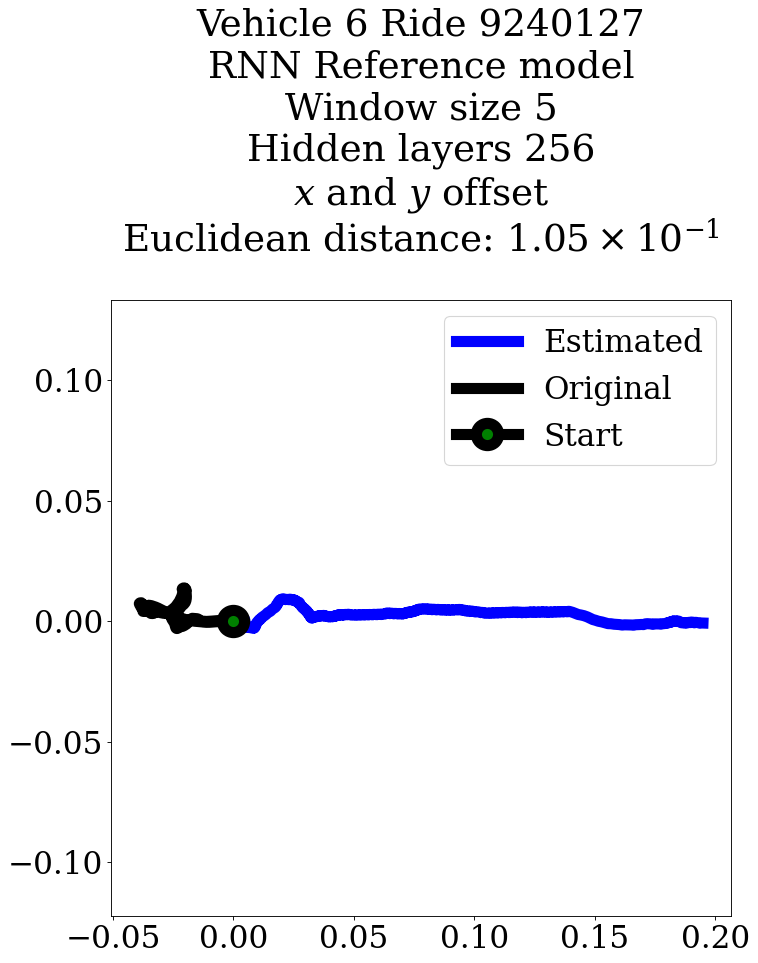 Vehicle 6 Ride 9240127
RNN Reference model
Window size 5
Hidden layers 256
x and y offset
Euclidean distance: 1.05 × 10⁻¹
Estimated
Original
Start
0.10
0.05
0.00
−0.05
−0.10
−0.05 0.00 0.05 0.10 0.15 0.20